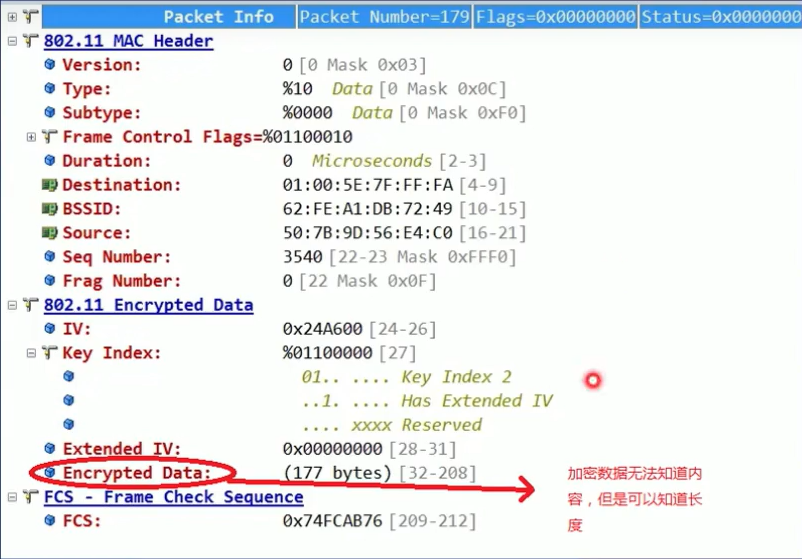 Packet Info Packet Number=179 Flags=0x00000000 Status=0x0000000
802.11 MAC Header
Version: 0 [0 Mask 0x03]
Type: %10 Data [0 Mask 0x0C]
Subtype: %0000 Data [0 Mask 0xF0]
Frame Control Flags=%01100010
Duration: 0 Microseconds [2-3]
Destination: 01:00:5E:7F:FF:FA [4-9]
BSSID: 62:FE:A1:DB:72:49 [10-15]
Source: 50:7B:9D:56:E4:C0 [16-21]
Seq Number: 3540 [22-23 Mask 0xFFF0]
Frag Number: 0 [22 Mask 0x0F]
802.11 Encrypted Data
IV: 0x24A600 [24-26]
Key Index: %01100000 [27]
01.. .... Key Index 2
..1. .... Has Extended IV
.... xxxx Reserved
Extended IV: 0x00000000 [28-31]
Encrypted Data: (177 bytes) [32-208]
加密数据无法知道内
容，但是可以知道长
度
FCS - Frame Check Sequence
FCS: 0x74FCAB76 [209-212]